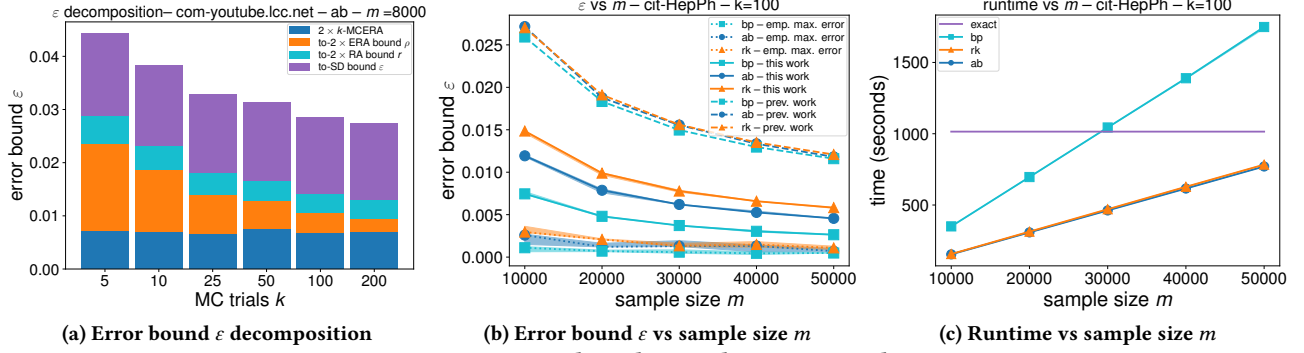 ε decomposition– com-youtube.lcc.net – ab – m =8000
2 × k-MCERA
to-2 × ERA bound ρ
to-2 × RA bound r
to-SD bound ε
0.04
0.03
0.02
0.01
0.00
error bound ε
5 10 25 50 100 200
MC trials k
(a) Error bound ε decomposition
ε vs m – cit-HepPh – k=100
bp – emp. max. error
ab – emp. max. error
rk – emp. max. error
bp – this work
ab – this work
rk – this work
bp – prev. work
ab – prev. work
rk – prev. work
0.025
0.020
0.015
0.010
0.005
0.000
error bound ε
10000 20000 30000 40000 50000
sample size m
(b) Error bound ε vs sample size m
runtime vs m – cit-HepPh – k=100
exact
bp
rk
ab
1500
1000
500
time (seconds)
10000 20000 30000 40000 50000
sample size m
(c) Runtime vs sample size m